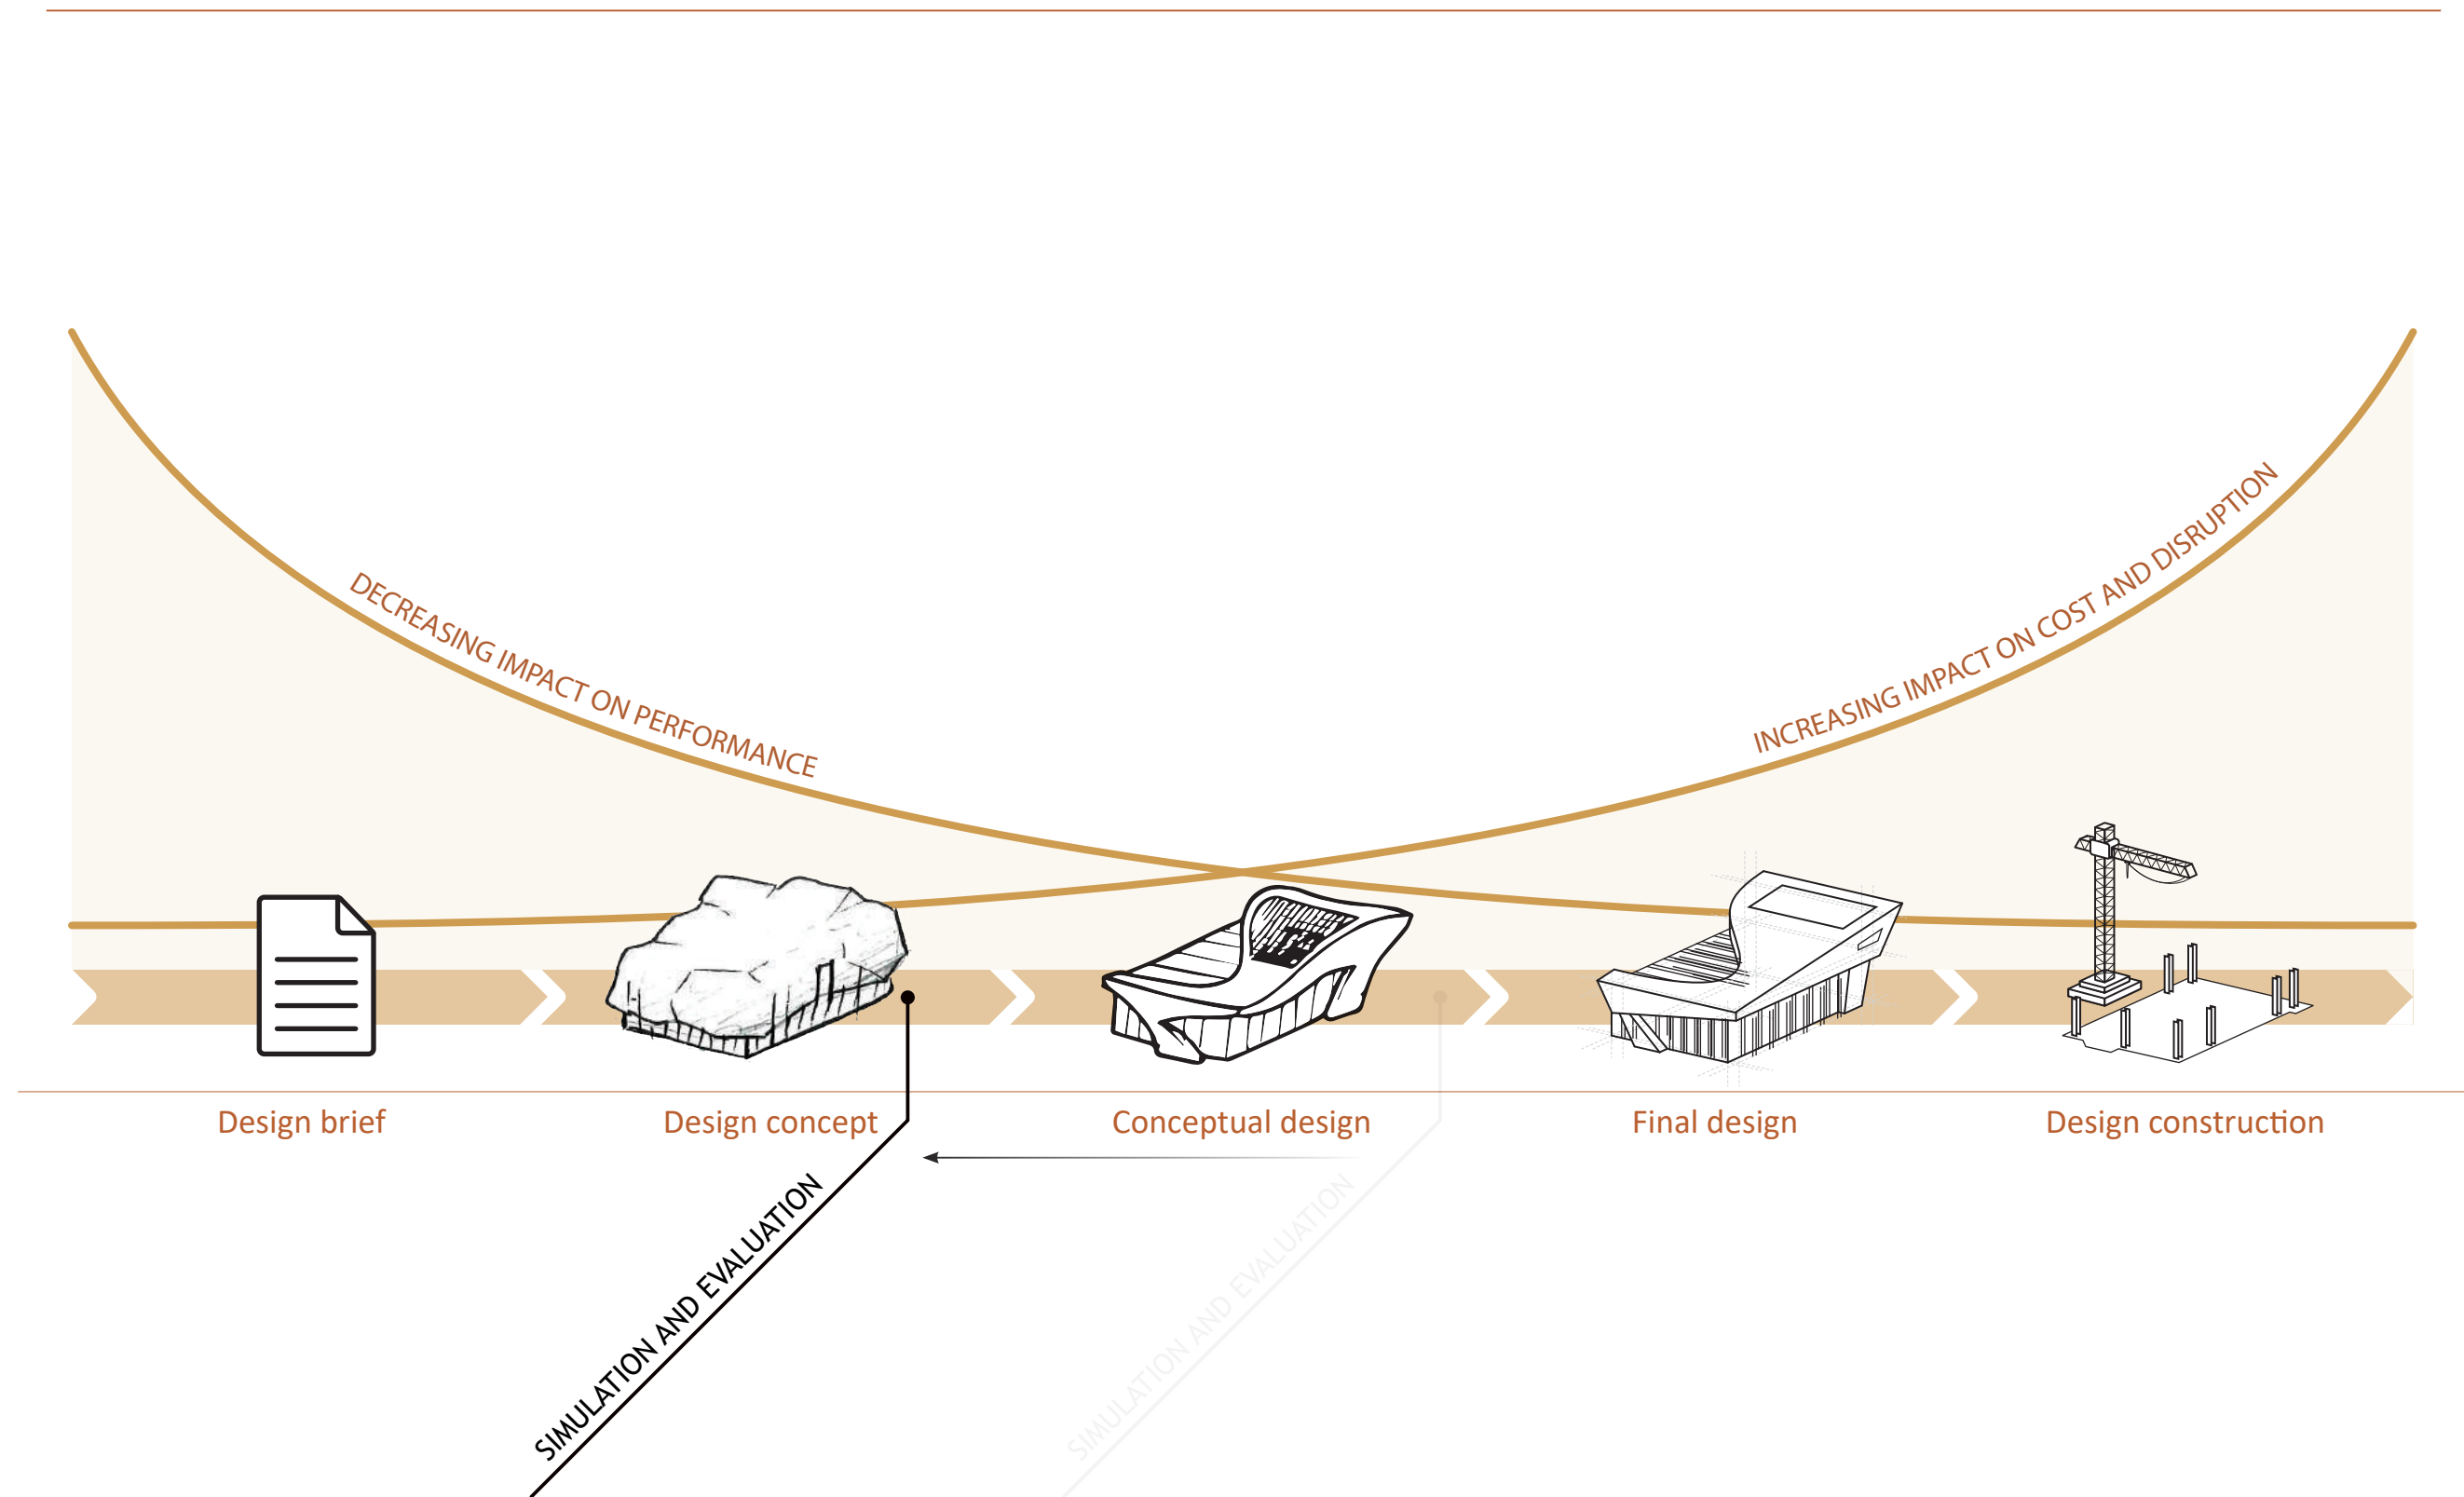 DECREASING IMPACT ON PERFORMANCE
INCREASING IMPACT ON COST AND DISRUPTION
Design brief
Design concept
Conceptual design
Final design
Design construction
SIMULATION AND EVALUATION
SIMULATION AND EVALUATION